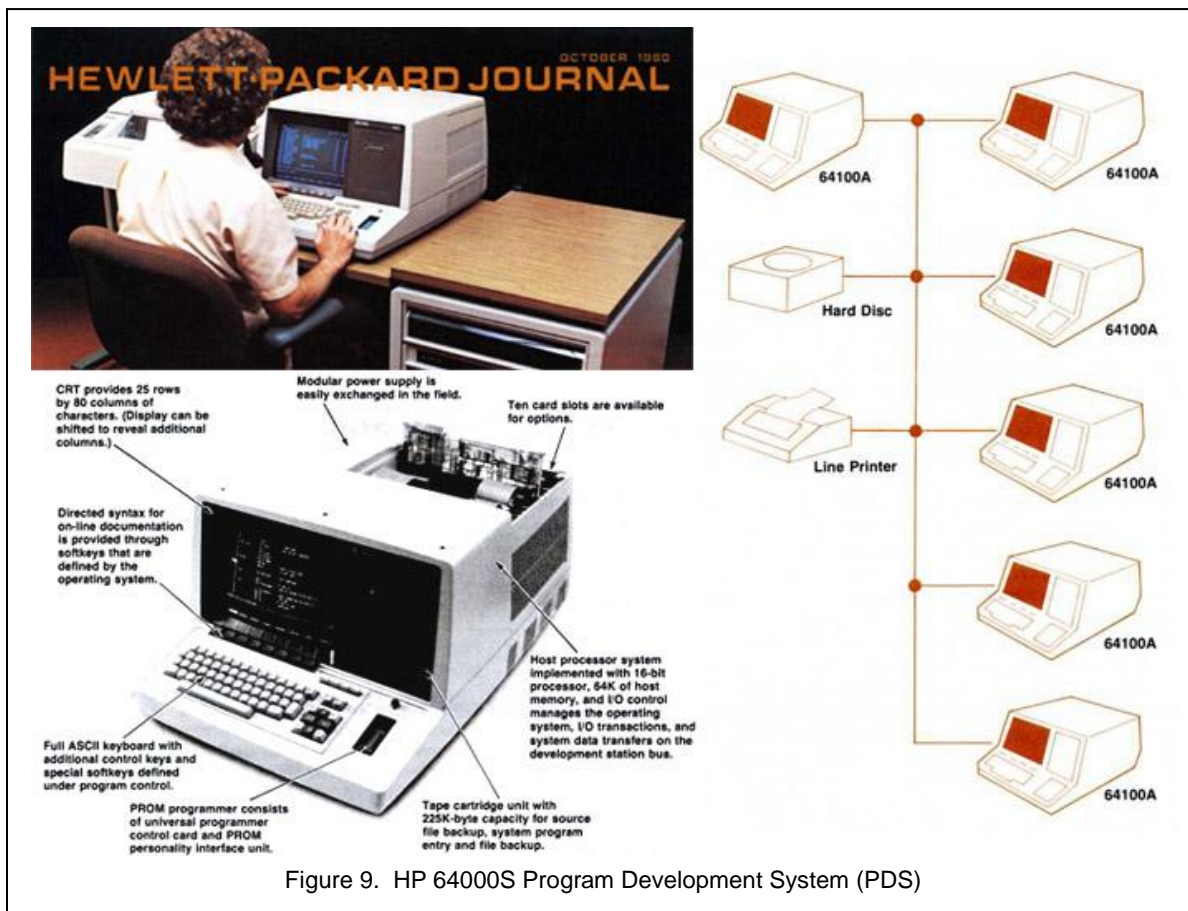 OCTOBER 1980
HEWLETT-PACKARD JOURNAL
CRT provides 25 rows
by 80 columns of
characters. (Display can be
shifted to reveal additional
columns.)
Modular power supply is
easily exchanged in the field.
Ten card slots are available
for options.
Directed syntax for
on-line documentation
is provided through
softkeys that are
defined by the
operating system.
Host processor system
implemented with 16-bit
processor, 64K of host
memory, and I/O control
manages the operating
system, I/O transactions, and
system data transfers on the
development station bus.
Full ASCII keyboard with
additional control keys and
special softkeys defined
under program control.
PROM programmer consists
of universal programmer
control card and PROM
personality interface unit.
Tape cartridge unit with
225K-byte capacity for source
file backup, system program
entry and file backup.
64100A
64100A
Hard Disc
64100A
Line Printer
64100A
64100A
64100A
Figure 9. HP 64000S Program Development System (PDS)